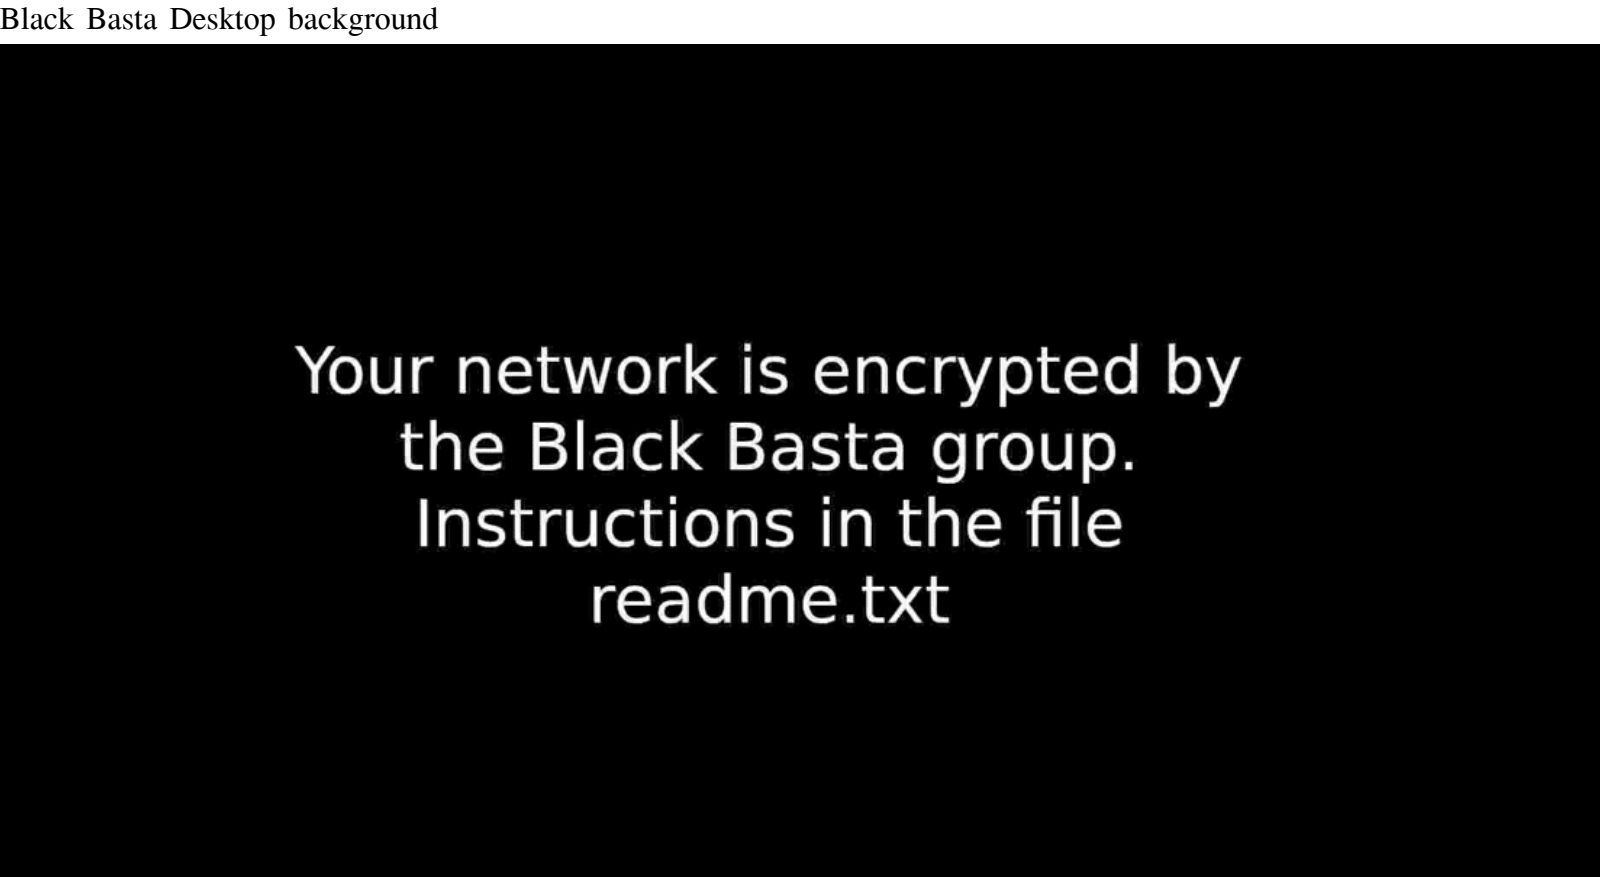 Black Basta Desktop background
Your network is encrypted by
the Black Basta group.
Instructions in the file
readme.txt